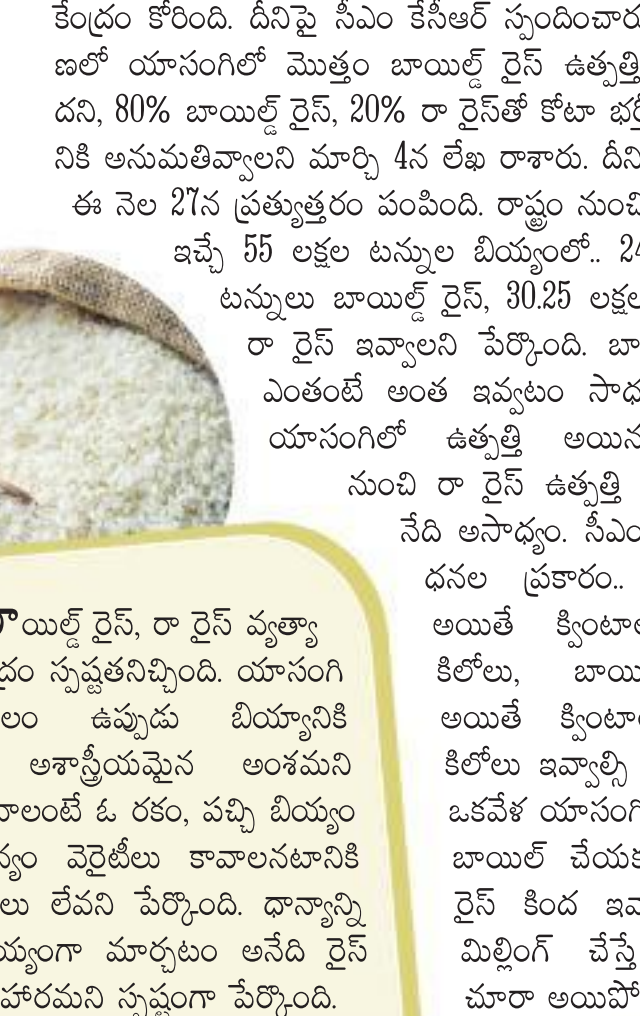 కేంద్రం కోరింది. దీనిపై సీఎం కేసీఆర్ స్పందించారు
ణలో యాసంగిలో మొత్తం బాయిల్డ్ రైస్ ఉత్పత్తి
దని, 80% బాయిల్డ్ రైస్, 20% రా రైస్‌తో కోటా భర్తీ
నికి అనుమతివ్వాలని మార్చి 4న లేఖ రాశారు. దీని
ఈ నెల 27న ప్రత్యుత్తరం పంపింది. రాష్ట్రం నుంచి
ఇచ్చే 55 లక్షల టన్నుల బియ్యంలో.. 24
టన్నులు బాయిల్డ్ రైస్, 30.25 లక్షల
రా రైస్ ఇవ్వాలని పేర్కొంది. బా
ఎంతంటే అంత ఇవ్వటం సాధ
యాసంగిలో ఉత్పత్తి అయిన
నుంచి రా రైస్ ఉత్పత్తి
నేది అసాధ్యం. సీఎం
ధనల ప్రకారం..
అయితే క్వింటాల
కిలోలు, బాయి
అయితే క్వింటా
కిలోలు ఇవ్వాల్సి
ఒకవేళ యాసంగి
బాయిల్ చేయక
రైస్ కింద ఇవ
మిల్లింగ్ చేస్తే
చూరా అయిపో
బాయిల్డ్ రైస్, రా రైస్ వ్యత్యా
ద్రం స్పష్టతనిచ్చింది. యాసంగి
లం ఉప్పుడు బియ్యానికి
అశాస్త్రీయమైన అంశమని
వాలంటే ఓ రకం, పచ్చి బియ్యం
న్యం వెరైటీలు కావాలనటానికి
లు లేవని పేర్కొంది. ధాన్యాన్ని
య్యంగా మార్చటం అనేది రైస్
హారమని స్పష్టంగా పేర్కొంది.